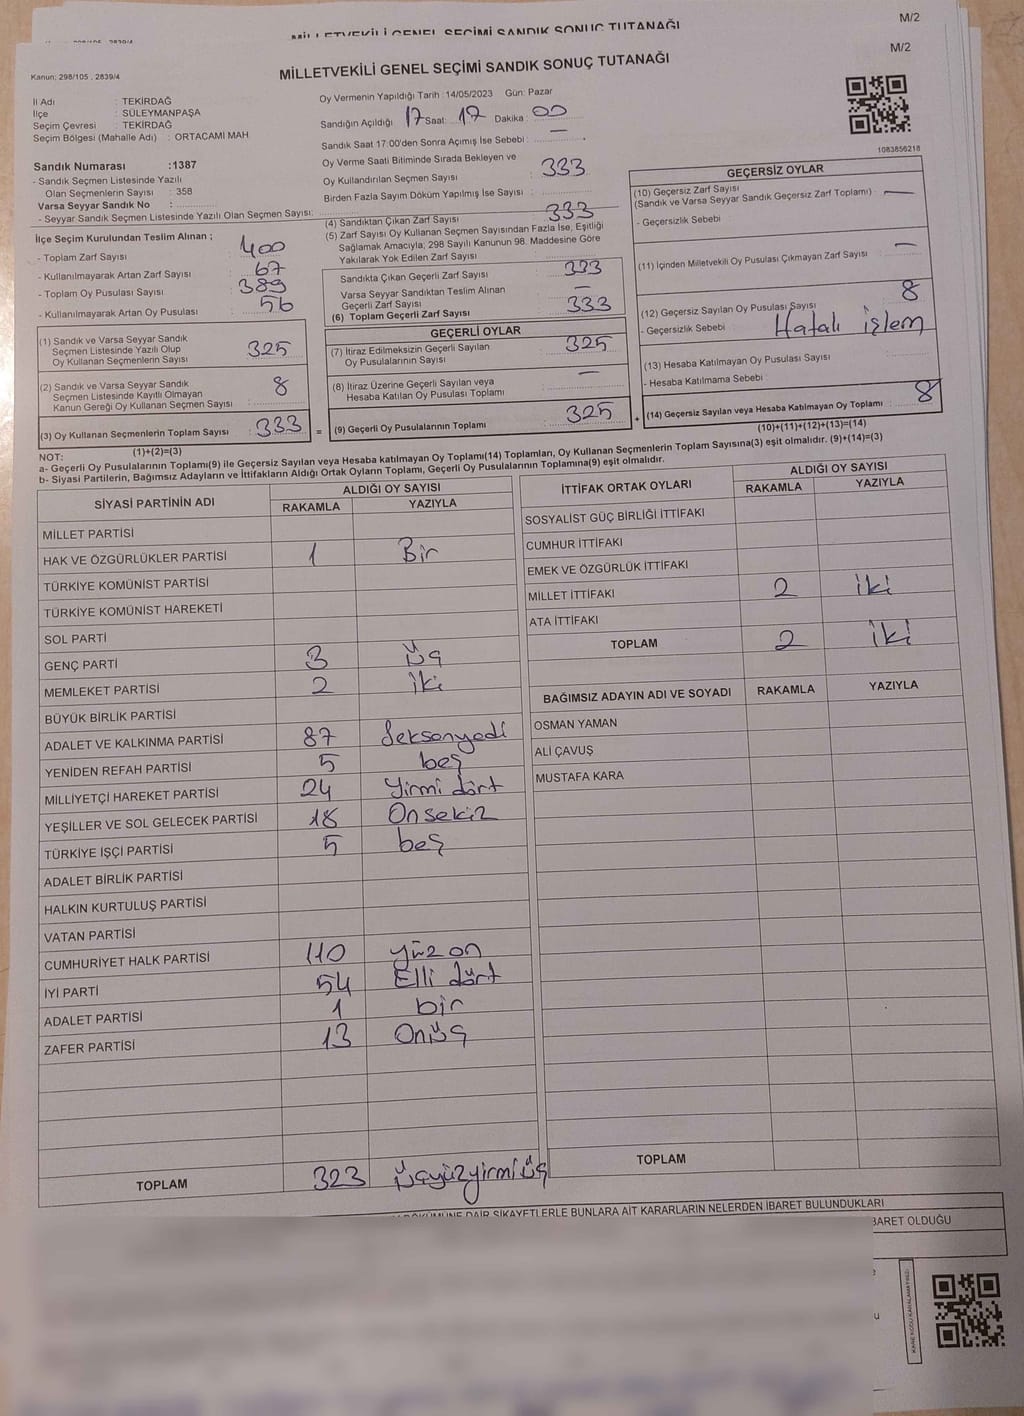 MİLLETVEKİLİ GENEL SEÇİMİ SANDIK SONUÇ TUTANAĞI
M/2
M/2
Kanun: 298/105 , 2839/4
MİLLETVEKİLİ GENEL SEÇİMİ SANDIK SONUÇ TUTANAĞI
İl Adı : TEKİRDAĞ
İlçe : SÜLEYMANPAŞA
Seçim Çevresi : TEKİRDAĞ
Seçim Bölgesi (Mahalle Adı) : ORTACAMİ MAH
Oy Vermenin Yapıldığı Tarih : 14/05/2023 Gün: Pazar
Sandığın Açıldığı 17 Saat: 17 Dakika : 00
Sandık Saat 17:00'den Sonra Açımış İse Sebebi : —
Sandık Numarası :1387
- Sandık Seçmen Listesinde Yazılı
Olan Seçmenlerin Sayısı : 358
Varsa Seyyar Sandık No :
- Seyyar Sandık Seçmen Listesinde Yazılı Olan Seçmen Sayısı:
Oy Verme Saati Bitiminde Sırada Bekleyen ve
Oy Kullandırılan Seçmen Sayısı : 333
Birden Fazla Sayım Döküm Yapılmış İse Sayısı :
1083856218
İlçe Seçim Kurulundan Teslim Alınan ;
- Toplam Zarf Sayısı : 400
- Kullanılmayarak Artan Zarf Sayısı : 67
- Toplam Oy Pusulası Sayısı : 389
- Kullanılmayarak Artan Oy Pusulası : 56
(4) Sandıktan Çıkan Zarf Sayısı : 333
(5) Zarf Sayısı Oy Kullanan Seçmen Sayısından Fazla İse, Eşitliği
Sağlamak Amacıyla; 298 Sayılı Kanunun 98. Maddesine Göre
Yakılarak Yok Edilen Zarf Sayısı :
Sandıkta Çıkan Geçerli Zarf Sayısı : 333
Varsa Seyyar Sandıktan Teslim Alınan
Geçerli Zarf Sayısı : —
(6) Toplam Geçerli Zarf Sayısı : 333
GEÇERSİZ OYLAR
(10) Geçersiz Zarf Sayısı
(Sandık ve Varsa Seyyar Sandık Geçersiz Zarf Toplamı) : —
- Geçersizlik Sebebi :
(11) İçinden Milletvekili Oy Pusulası Çıkmayan Zarf Sayısı : —
(12) Geçersiz Sayılan Oy Pusulası Sayısı : 8
- Geçersizlik Sebebi : Hatalı işlem
(13) Hesaba Katılmayan Oy Pusulası Sayısı :
- Hesaba Katılmama Sebebi :
(14) Geçersiz Sayılan veya Hesaba Katılmayan Oy Toplamı : 8
(10)+(11)+(12)+(13)=(14)
(1) Sandık ve Varsa Seyyar Sandık
Seçmen Listesinde Yazılı Olup
Oy Kullanan Seçmenlerin Sayısı : 325
(2) Sandık ve Varsa Seyyar Sandık
Seçmen Listesinde Kayıtlı Olmayan
Kanun Gereği Oy Kullanan Seçmen Sayısı : 8
(3) Oy Kullanan Seçmenlerin Toplam Sayısı : 333
(1)+(2)=(3)
GEÇERLİ OYLAR
(7) İtiraz Edilmeksizin Geçerli Sayılan
Oy Pusulalarının Sayısı : 325
(8) İtiraz Üzerine Geçerli Sayılan veya
Hesaba Katılan Oy Pusulası Toplamı : —
(9) Geçerli Oy Pusulalarının Toplamı : 325
NOT:
a- Geçerli Oy Pusulalarının Toplamı(9) ile Geçersiz Sayılan veya Hesaba katılmayan Oy Toplamı(14) Toplamları, Oy Kullanan Seçmenlerin Toplam Sayısına(3) eşit olmalıdır. (9)+(14)=(3)
b- Siyasi Partilerin, Bağımsız Adayların ve İttifakların Aldığı Ortak Oyların Toplamı, Geçerli Oy Pusulalarının Toplamına(9) eşit olmalıdır.
SİYASİ PARTİNİN ADI ALDIĞI OY SAYISI
RAKAMLA YAZIYLA
MİLLET PARTİSİ
HAK VE ÖZGÜRLÜKLER PARTİSİ 1 Bir
TÜRKİYE KOMÜNİST PARTİSİ
TÜRKİYE KOMÜNİST HAREKETİ
SOL PARTİ
GENÇ PARTİ 3 Üç
MEMLEKET PARTİSİ 2 iki
BÜYÜK BİRLİK PARTİSİ
ADALET VE KALKINMA PARTİSİ 87 Seksenyedi
YENİDEN REFAH PARTİSİ 5 beş
MİLLİYETÇİ HAREKET PARTİSİ 24 Yirmi dört
YEŞİLLER VE SOL GELECEK PARTİSİ 18 Onsekiz
TÜRKİYE İŞÇİ PARTİSİ 5 beş
ADALET BİRLİK PARTİSİ
HALKIN KURTULUŞ PARTİSİ
VATAN PARTİSİ
CUMHURİYET HALK PARTİSİ 110 yüz on
İYİ PARTİ 54 Elli dört
ADALET PARTİSİ 1 bir
ZAFER PARTİSİ 13 Onüç
TOPLAM 323 Üçyüzyirmiüç
İTTİFAK ORTAK OYLARI ALDIĞI OY SAYISI
RAKAMLA YAZIYLA
SOSYALİST GÜÇ BİRLİĞİ İTTİFAKI
CUMHUR İTTİFAKI
EMEK VE ÖZGÜRLÜK İTTİFAKI
MİLLET İTTİFAKI 2 iki
ATA İTTİFAKI
TOPLAM 2 iki
BAĞIMSIZ ADAYIN ADI VE SOYADI RAKAMLA YAZIYLA
OSMAN YAMAN
ALİ ÇAVUŞ
MUSTAFA KARA
TOPLAM
DÖKÜMÜNE DAİR ŞİKAYETLERLE BUNLARA AİT KARARLARIN NELERDEN İBARET BULUNDUKLARI
BARET OLDUĞU